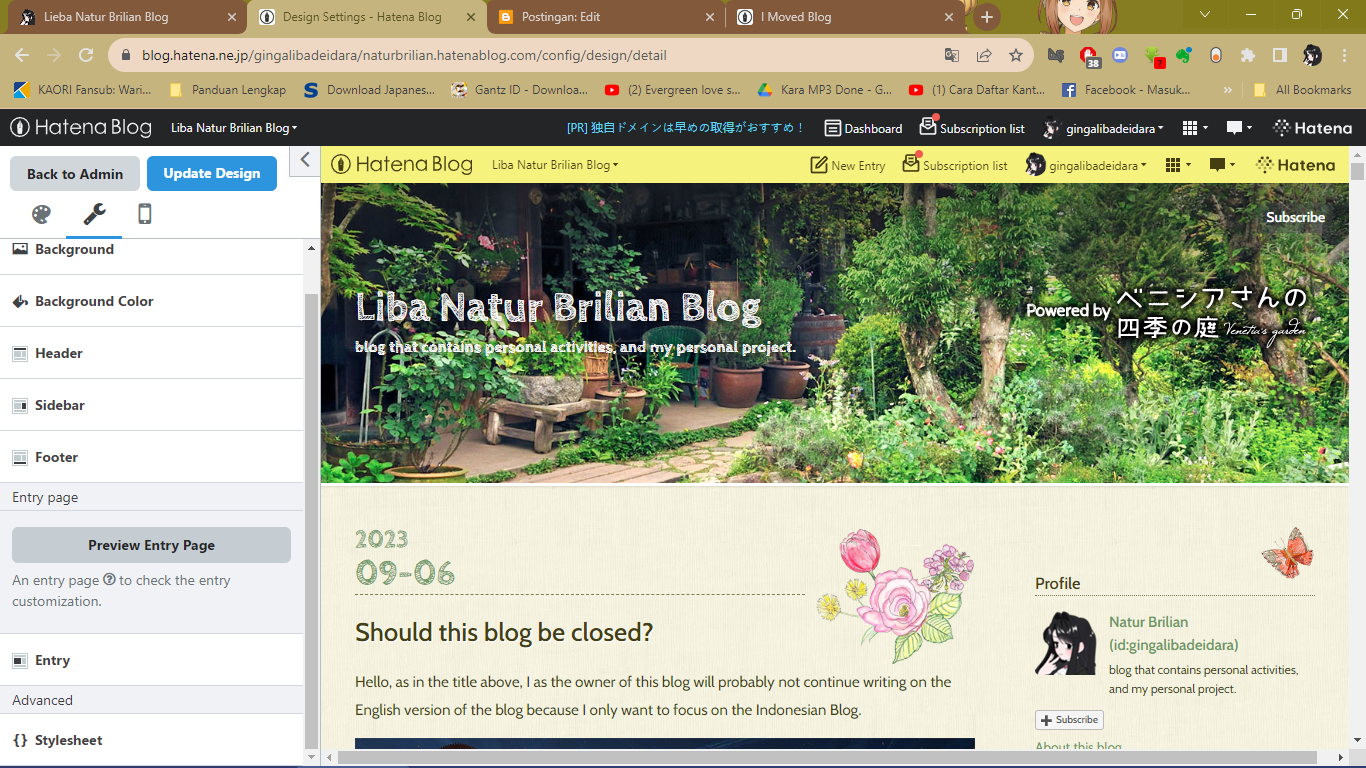 Lieba Natur Brilian Blog
Design Settings - Hatena Blog
Postingan: Edit
I Moved Blog
blog.hatena.ne.jp/gingalibadeidara/naturbrilian.hatenablog.com/config/design/detail
38
KAORI Fansub: Wari...
Panduan Lengkap
Download Japanes...
Gantz ID - Downloa...
(2) Evergreen love s...
Kara MP3 Done - G...
(1) Cara Daftar Kant...
Facebook - Masuk...
All Bookmarks
Hatena Blog
Liba Natur Brilian Blog
[PR] 独自ドメインは早めの取得がおすすめ！
Dashboard
Subscription list
gingalibadeidara
Hatena
Back to Admin
Update Design
Background
Background Color
Header
Sidebar
Footer
Entry page
Preview Entry Page
An entry page ? to check the entry
customization.
Entry
Advanced
{} Stylesheet
Hatena Blog
Liba Natur Brilian Blog
New Entry
Subscription list
gingalibadeidara
Hatena
Subscribe
Liba Natur Brilian Blog
blog that contains personal activities, and my personal project.
Powered by
ベニシアさんの
四季の庭 Venetia's garden
2023
09-06
Should this blog be closed?
Hello, as in the title above, I as the owner of this blog will probably not continue writing on the
English version of the blog because I only want to focus on the Indonesian Blog.
Profile
Natur Brilian
(id:gingalibadeidara)
blog that contains personal activities,
and my personal project.
Subscribe
About this blog